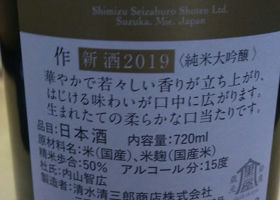 Shimizu Seizaburo Shoten Ltd.
Suzuka, Mie, Japan
作 新酒2019 〈純米大吟醸〉
華やかで若々しい香りが立ち上がり、
はじける味わいが口中に広がります。
生まれたての柔らかな口当たりです。
品目:日本酒 内容量:720ml
原材料名:米(国産)、米麹(国産米)
精米歩合:50% アルコール分:15度
杜氏:内山智広
製造者:清水清三郎商店株式会社